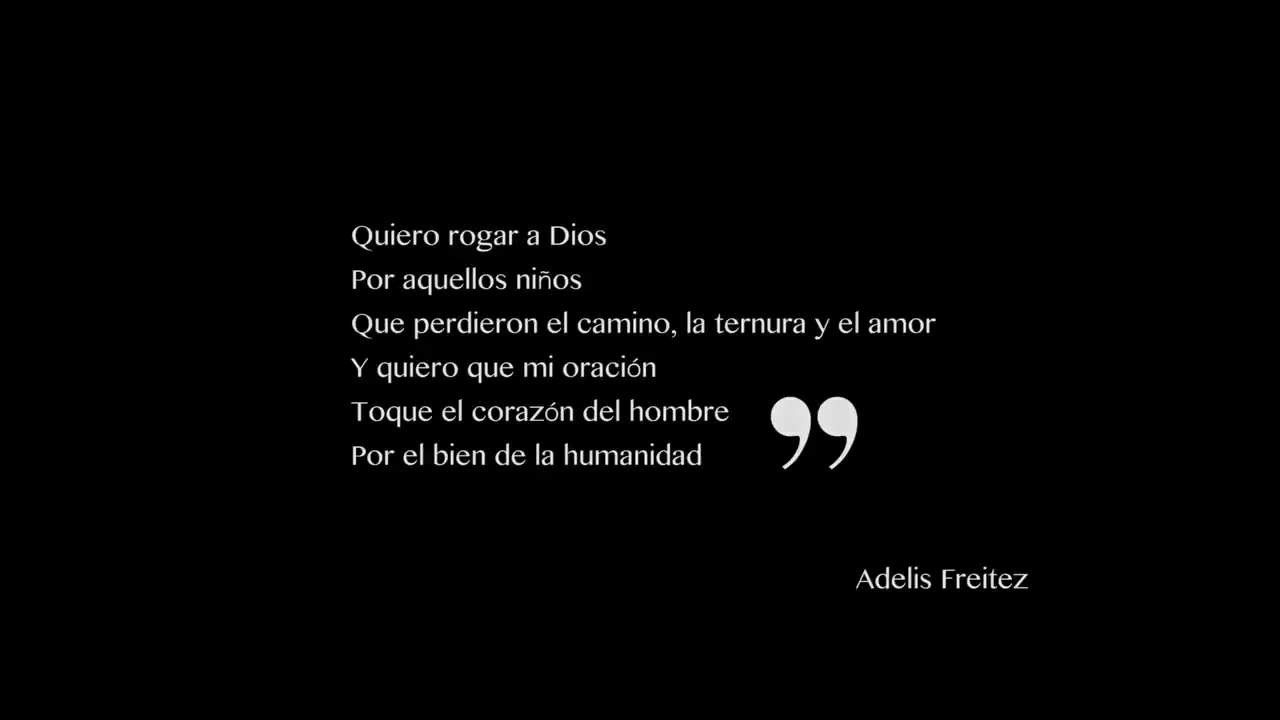 Quiero rogar a Dios
Por aquellos niños
Que perdieron el camino, la ternura y el amor
Y quiero que mi oración
Toque el corazón del hombre
Por el bien de la humanidad ”
Adelis Freitez